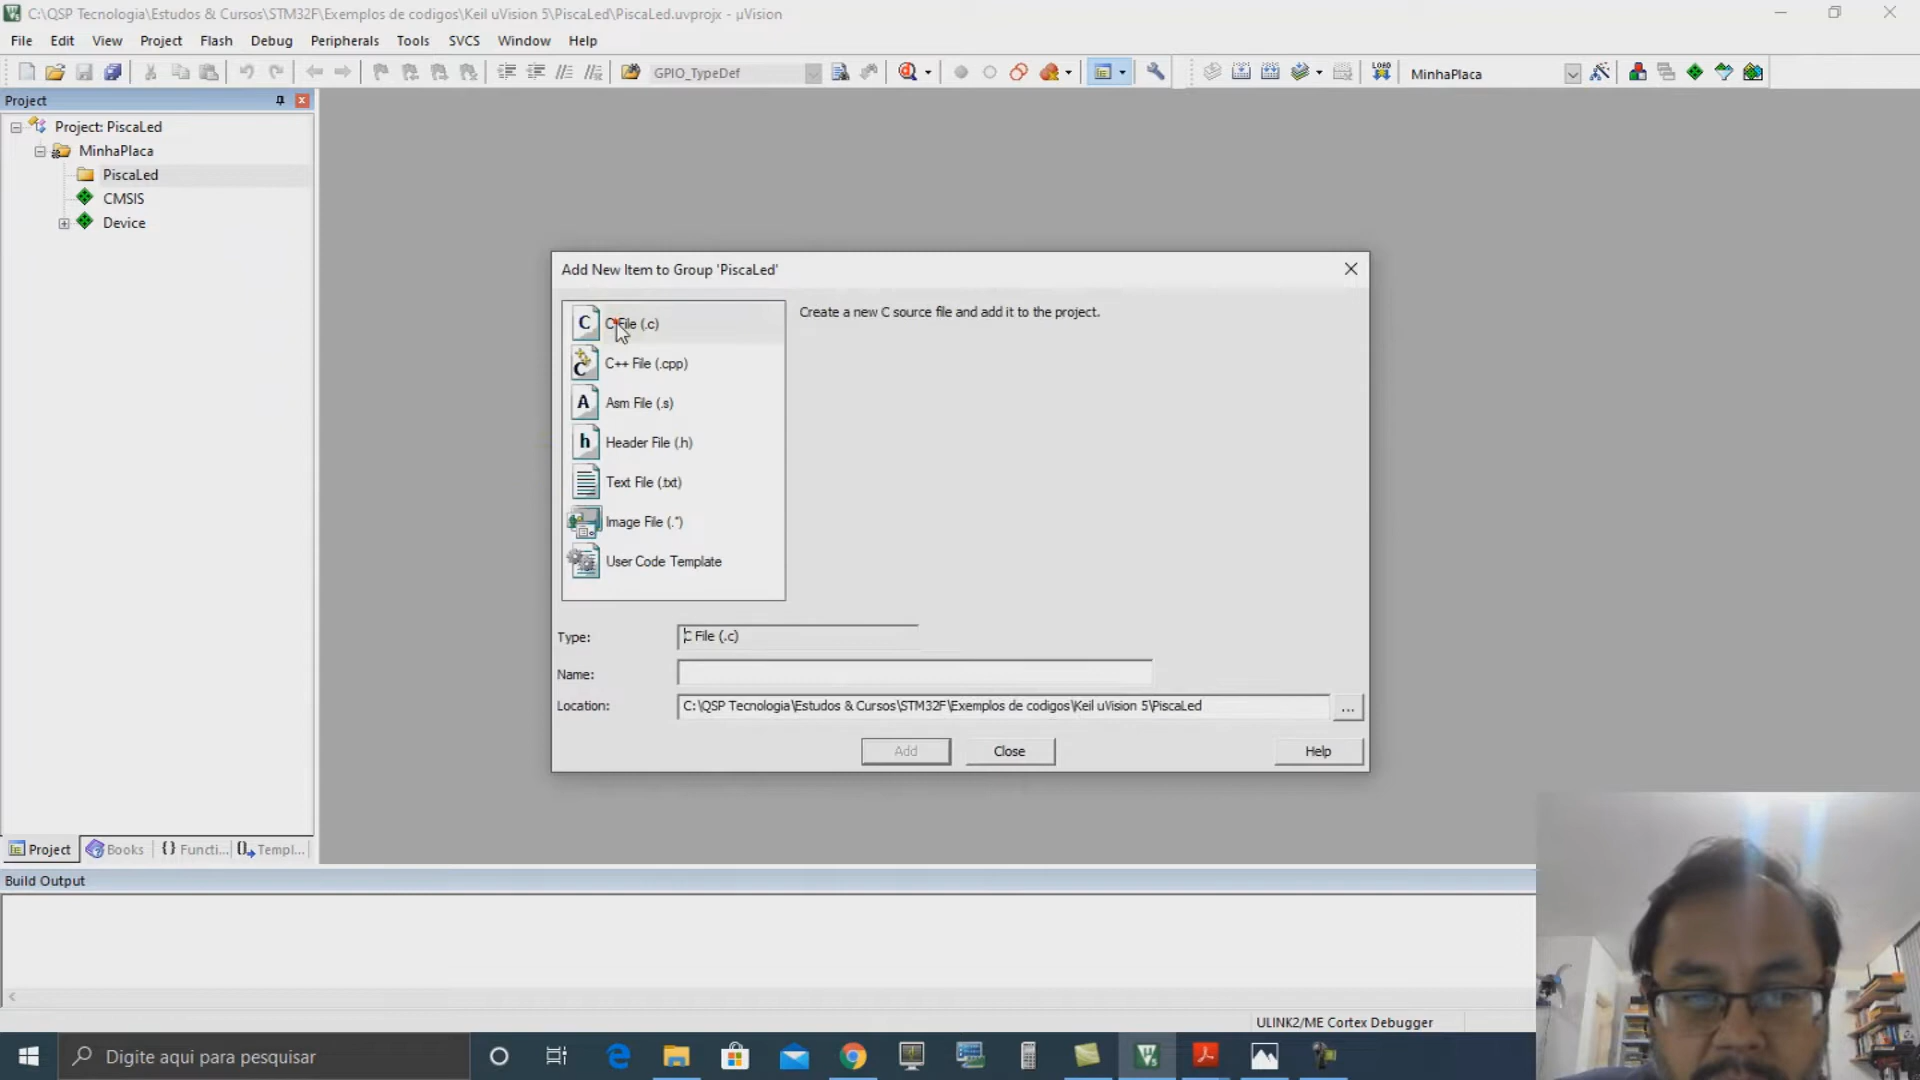 C:\QSP Tecnologia\Estudos & Cursos\STM32F\Exemplos de codigos\Keil uVision 5\PiscaLed\PiscaLed.uvprojx - µVision
File Edit View Project Flash Debug Peripherals Tools SVCS Window Help
GPIO_TypeDef
LOAD
MinhaPlaca
Project
Project: PiscaLed
MinhaPlaca
PiscaLed
CMSIS
Device
Add New Item to Group 'PiscaLed'
C File (.c)
C++ File (.cpp)
Asm File (.s)
Header File (.h)
Text File (.txt)
Image File (.*)
User Code Template
Create a new C source file and add it to the project.
Type: C File (.c)
Name:
Location: C:\QSP Tecnologia\Estudos & Cursos\STM32F\Exemplos de codigos\Keil uVision 5\PiscaLed ...
Add Close Help
Project Books {} Functi... Templ...
Build Output
ULINK2/ME Cortex Debugger
Digite aqui para pesquisar